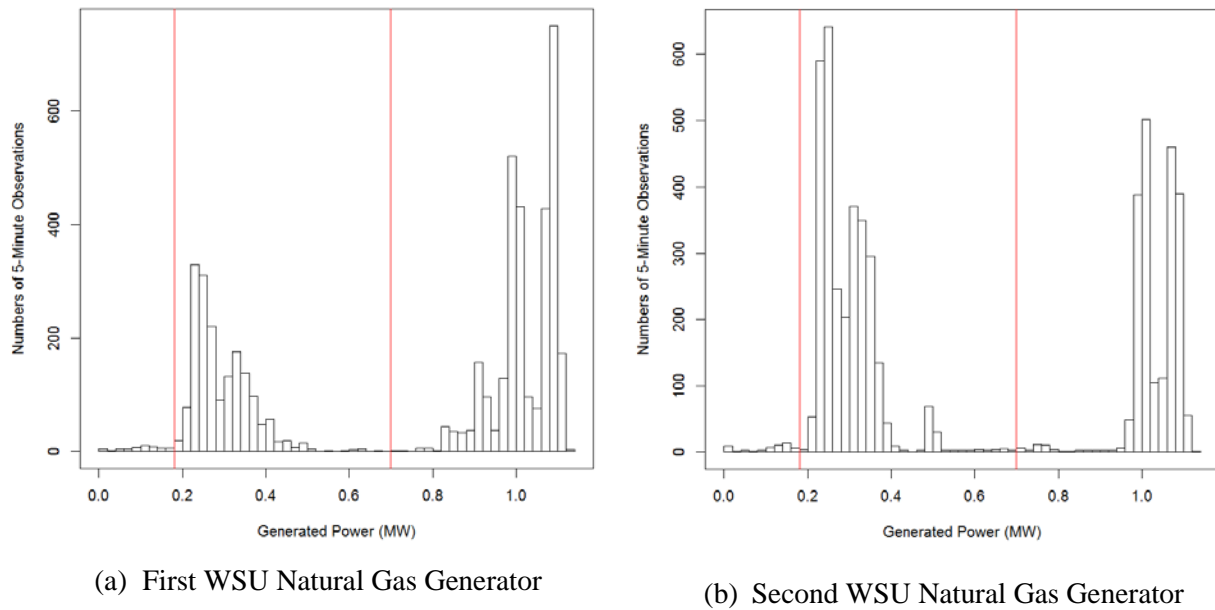 Numbers of 5-Minute Observations
600
400
200
0
0.0 0.2 0.4 0.6 0.8 1.0
Generated Power (MW)
(a) First WSU Natural Gas Generator
Numbers of 5-Minute Observations
600
500
400
300
200
100
0
0.0 0.2 0.4 0.6 0.8 1.0
Generated Power (MW)
(b) Second WSU Natural Gas Generator